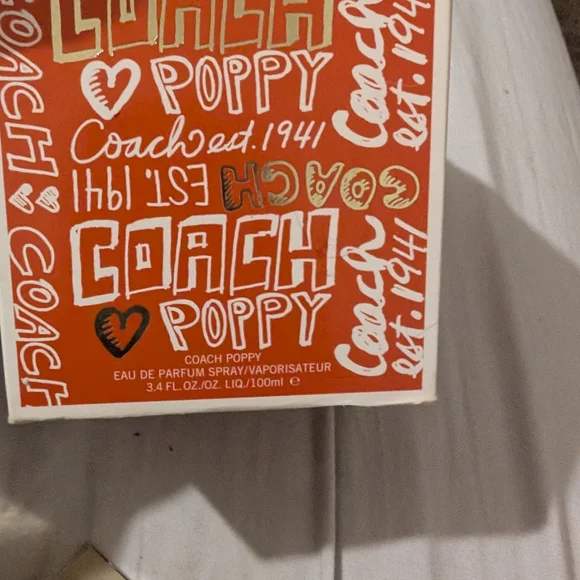 COACH
POPPY
Coach est. 1941
EST. 1941
COACH
COACH
POPPY
COACH POPPY
EAU DE PARFUM SPRAY/VAPORISATEUR
3.4 FL. OZ./OZ. LIQ./100ml e
COACH
COACH
Coach
est. 1941
Coach
est. 1941